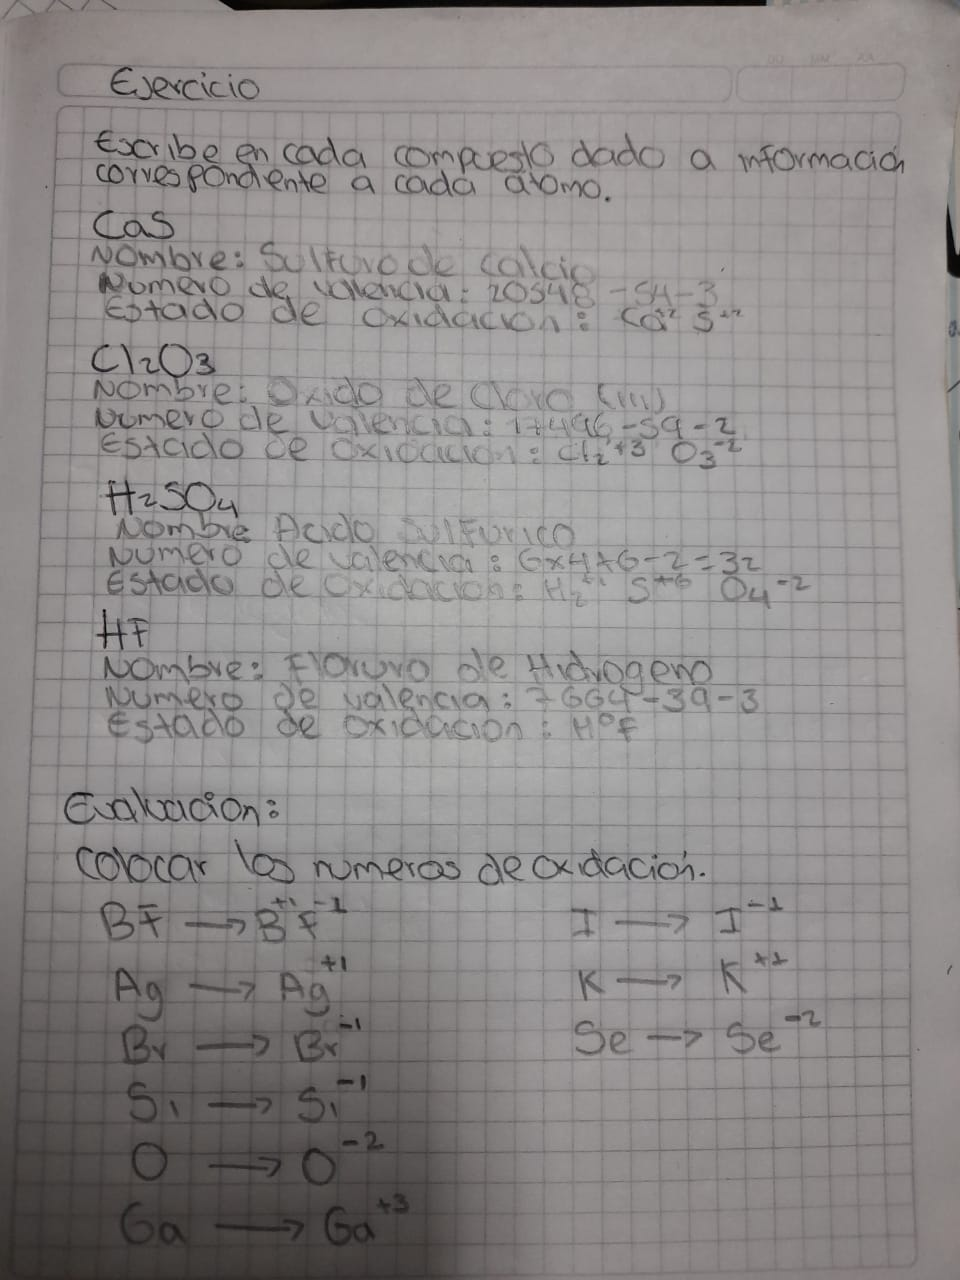 Ejercicio
Escribe en cada compuesto dado a informacion
correspondiente a cada átomo.
CaS
Nombre: Sulfuro de calcio
Numero de valencia: 20548 - 54 - 3
Estado de oxidacion: Ca+2 S-2
Cl2O3
Nombre: Oxido de Cloro (III)
Numero de valencia: 17496 - 59 - 2
Estado de oxidacion: Cl2+3 O3-2
H2SO4
Nombre: Acido Sulfurico
Numero de valencia: 6x4+6-2=32
Estado de oxidacion: H2+1 S+6 O4-2
HF
Nombre: Floruro de Hidrogeno
Numero de valencia: 7664-39-3
Estado de oxidacion: HºF
Evaluacion:
Colocar los numeros de oxidación.
BF → B+1 F-1 I → I-1
Ag → Ag+1 K → K+1
Br → Br-1 Se → Se-2
Si → Si-1
O → O-2
Ga → Ga+3